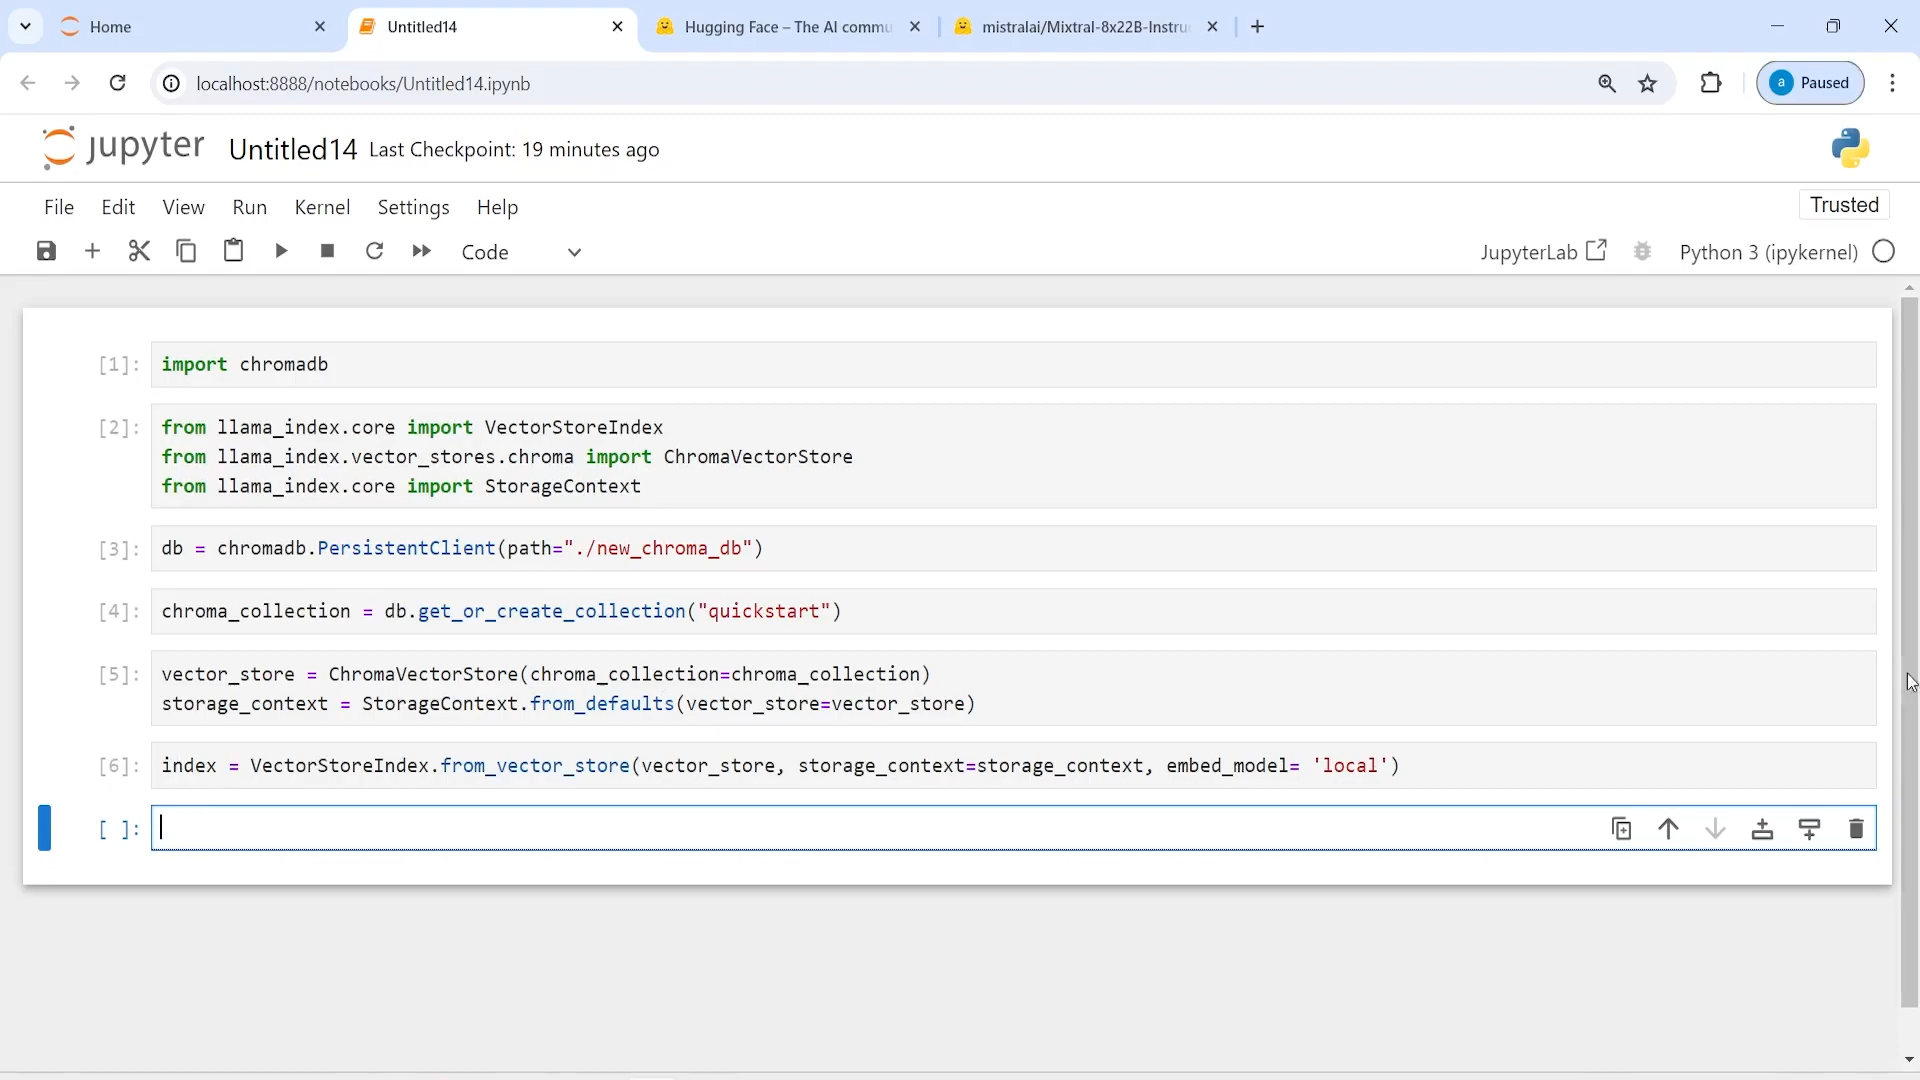 Home
Untitled14
Hugging Face – The AI commu
mistralai/Mixtral-8x22B-Instru
localhost:8888/notebooks/Untitled14.ipynb
a Paused
jupyter Untitled14 Last Checkpoint: 19 minutes ago
File Edit View Run Kernel Settings Help
Trusted
Code
JupyterLab
Python 3 (ipykernel)
[1]: import chromadb
[2]: from llama_index.core import VectorStoreIndex
from llama_index.vector_stores.chroma import ChromaVectorStore
from llama_index.core import StorageContext
[3]: db = chromadb.PersistentClient(path="./new_chroma_db")
[4]: chroma_collection = db.get_or_create_collection("quickstart")
[5]: vector_store = ChromaVectorStore(chroma_collection=chroma_collection)
storage_context = StorageContext.from_defaults(vector_store=vector_store)
[6]: index = VectorStoreIndex.from_vector_store(vector_store, storage_context=storage_context, embed_model= 'local')
[ ]: